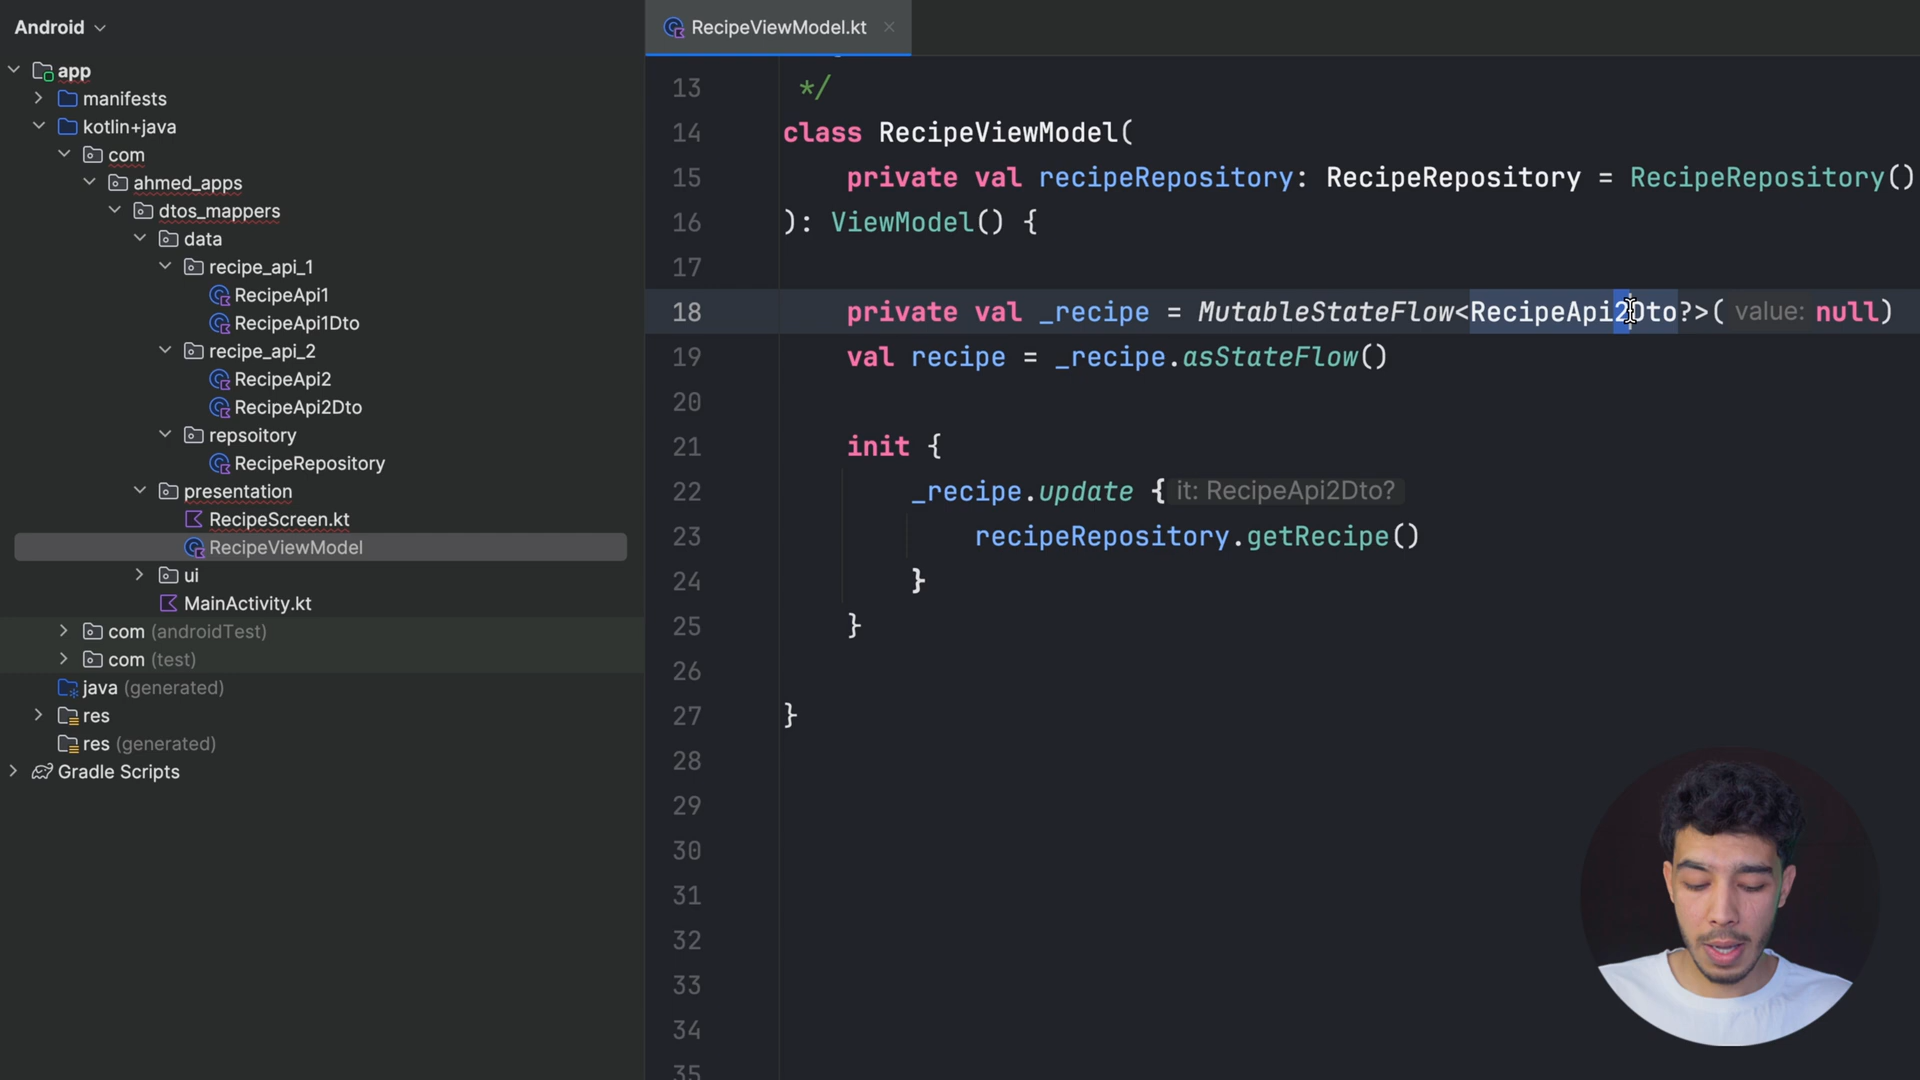 Android
app
manifests
kotlin+java
com
ahmed_apps
dtos_mappers
data
recipe_api_1
RecipeApi1
RecipeApi1Dto
recipe_api_2
RecipeApi2
RecipeApi2Dto
repsoitory
RecipeRepository
presentation
RecipeScreen.kt
RecipeViewModel
ui
MainActivity.kt
com (androidTest)
com (test)
java (generated)
res
res (generated)
Gradle Scripts
RecipeViewModel.kt
13 */
14 class RecipeViewModel(
15 private val recipeRepository: RecipeRepository = RecipeRepository()
16 ): ViewModel() {
17
18 private val _recipe = MutableStateFlow<RecipeApi2Dto?>( value: null)
19 val recipe = _recipe.asStateFlow()
20
21 init {
22 _recipe.update { it: RecipeApi2Dto?
23 recipeRepository.getRecipe()
24 }
25 }
26
27 }
28
29
30
31
32
33
34
35